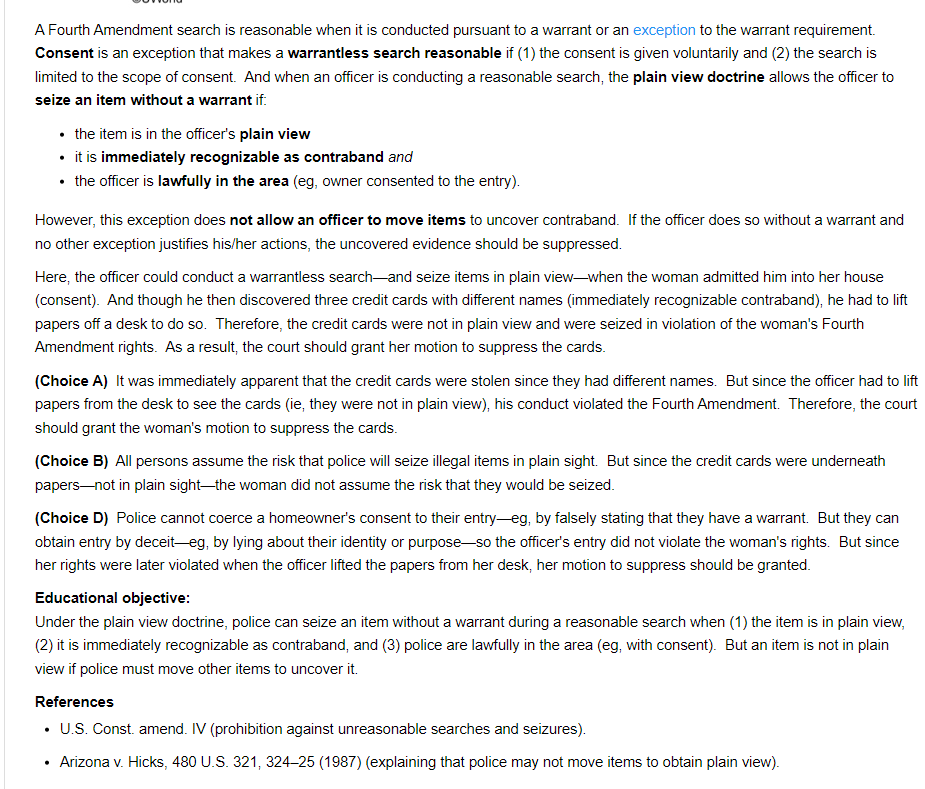 A Fourth Amendment search is reasonable when it is conducted pursuant to a warrant or an exception to the warrant requirement.
Consent is an exception that makes a warrantless search reasonable if (1) the consent is given voluntarily and (2) the search is
limited to the scope of consent. And when an officer is conducting a reasonable search, the plain view doctrine allows the officer to
seize an item without a warrant if:
• the item is in the officer's plain view
• it is immediately recognizable as contraband and
• the officer is lawfully in the area (eg, owner consented to the entry).
However, this exception does not allow an officer to move items to uncover contraband. If the officer does so without a warrant and
no other exception justifies his/her actions, the uncovered evidence should be suppressed.
Here, the officer could conduct a warrantless search—and seize items in plain view—when the woman admitted him into her house
(consent). And though he then discovered three credit cards with different names (immediately recognizable contraband), he had to lift
papers off a desk to do so. Therefore, the credit cards were not in plain view and were seized in violation of the woman's Fourth
Amendment rights. As a result, the court should grant her motion to suppress the cards.
(Choice A) It was immediately apparent that the credit cards were stolen since they had different names. But since the officer had to lift
papers from the desk to see the cards (ie, they were not in plain view), his conduct violated the Fourth Amendment. Therefore, the court
should grant the woman's motion to suppress the cards.
(Choice B) All persons assume the risk that police will seize illegal items in plain sight. But since the credit cards were underneath
papers—not in plain sight—the woman did not assume the risk that they would be seized.
(Choice D) Police cannot coerce a homeowner's consent to their entry—eg, by falsely stating that they have a warrant. But they can
obtain entry by deceit—eg, by lying about their identity or purpose—so the officer's entry did not violate the woman's rights. But since
her rights were later violated when the officer lifted the papers from her desk, her motion to suppress should be granted.
Educational objective:
Under the plain view doctrine, police can seize an item without a warrant during a reasonable search when (1) the item is in plain view,
(2) it is immediately recognizable as contraband, and (3) police are lawfully in the area (eg, with consent). But an item is not in plain
view if police must move other items to uncover it.
References
• U.S. Const. amend. IV (prohibition against unreasonable searches and seizures).
• Arizona v. Hicks, 480 U.S. 321, 324–25 (1987) (explaining that police may not move items to obtain plain view).